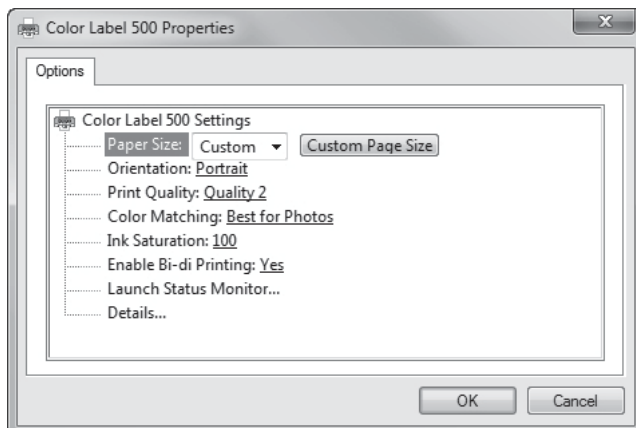 Color Label 500 Properties
Options
Color Label 500 Settings
Paper Size: Custom Custom Page Size
Orientation: Portrait
Print Quality: Quality 2
Color Matching: Best for Photos
Ink Saturation: 100
Enable Bi-di Printing: Yes
Launch Status Monitor...
Details...
OK Cancel